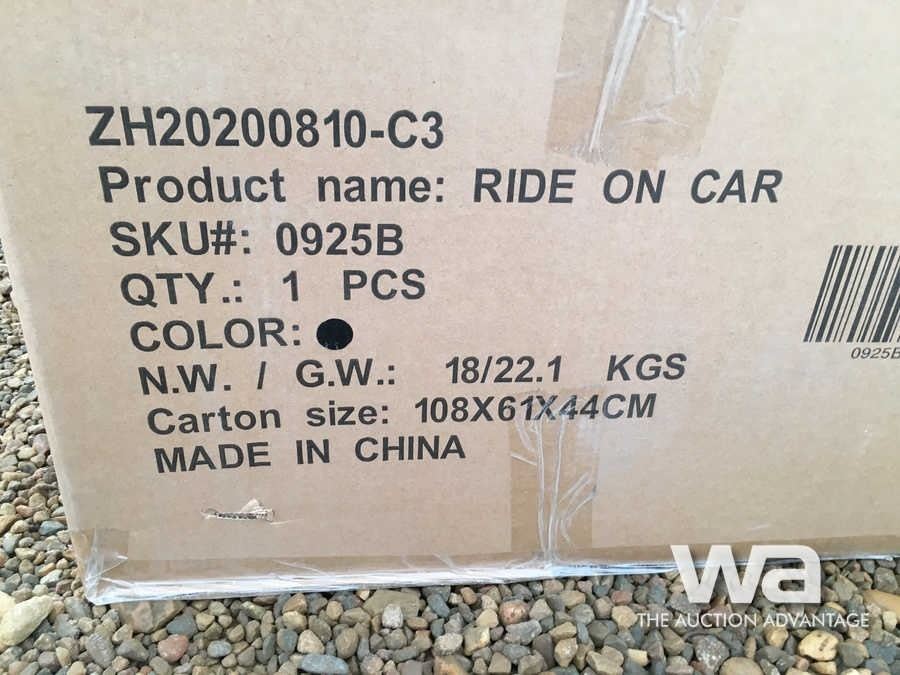 ZH20200810-C3
Product name: RIDE ON CAR
SKU#: 0925B
QTY.: 1 PCS
COLOR:
N.W. / G.W.: 18/22.1 KGS
Carton size: 108X61X44CM
MADE IN CHINA
0925B
wa
THE AUCTION ADVANTAGE